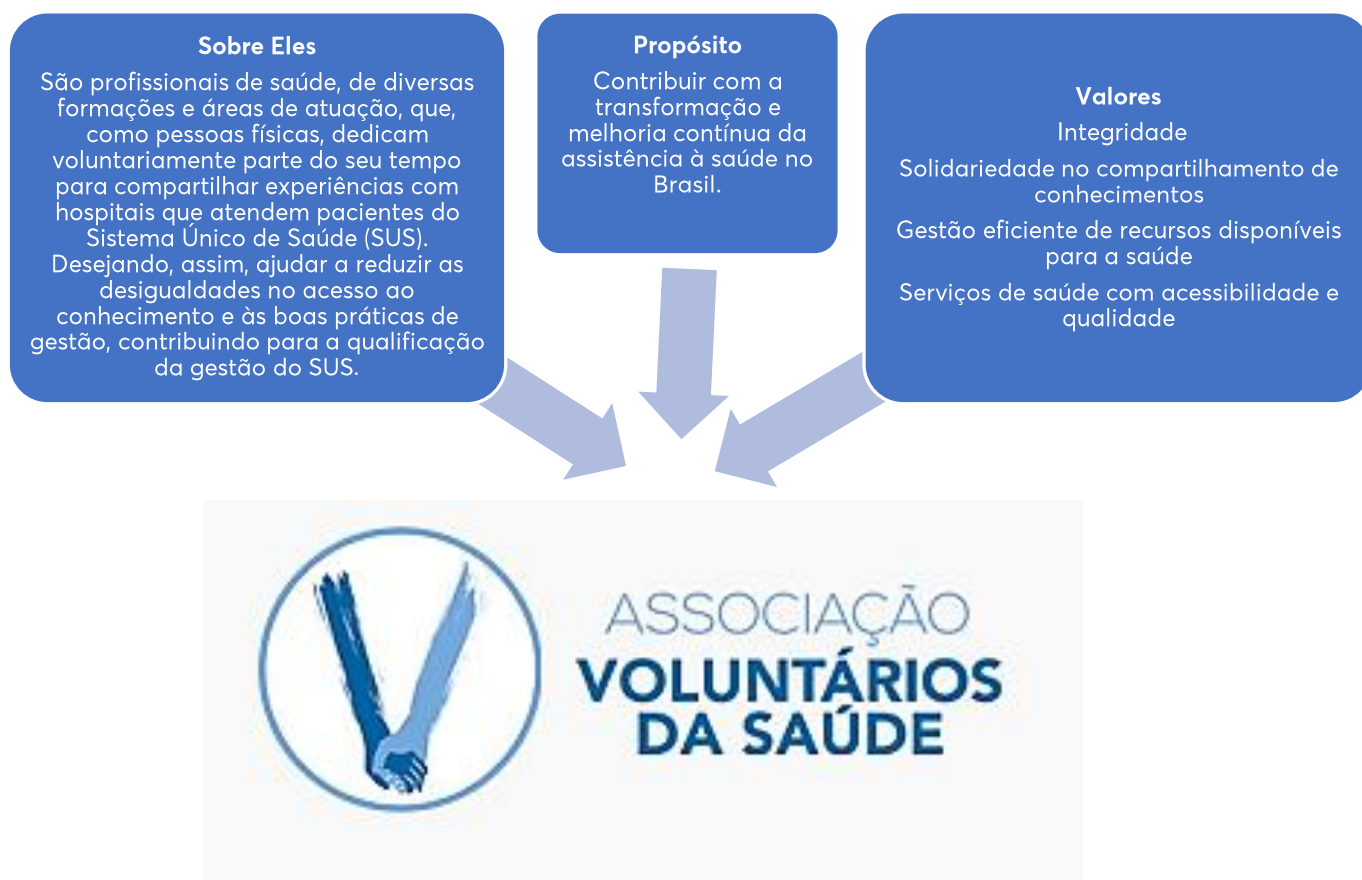 Sobre Eles
São profissionais de saúde, de diversas
formações e áreas de atuação, que,
como pessoas físicas, dedicam
voluntariamente parte do seu tempo
para compartilhar experiências com
hospitais que atendem pacientes do
Sistema Único de Saúde (SUS).
Desejando, assim, ajudar a reduzir as
desigualdades no acesso ao
conhecimento e às boas práticas de
gestão, contribuindo para a qualificação
da gestão do SUS.
Propósito
Contribuir com a
transformação e
melhoria contínua da
assistência à saúde no
Brasil.
Valores
Integridade
Solidariedade no compartilhamento de
conhecimentos
Gestão eficiente de recursos disponíveis
para a saúde
Serviços de saúde com acessibilidade e
qualidade
ASSOCIAÇÃO
VOLUNTÁRIOS
DA SAÚDE